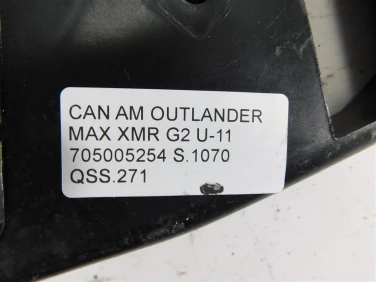 CAN AM OUTLANDER
MAX XMR G2 U-11
705005254 S.1070
QSS.271